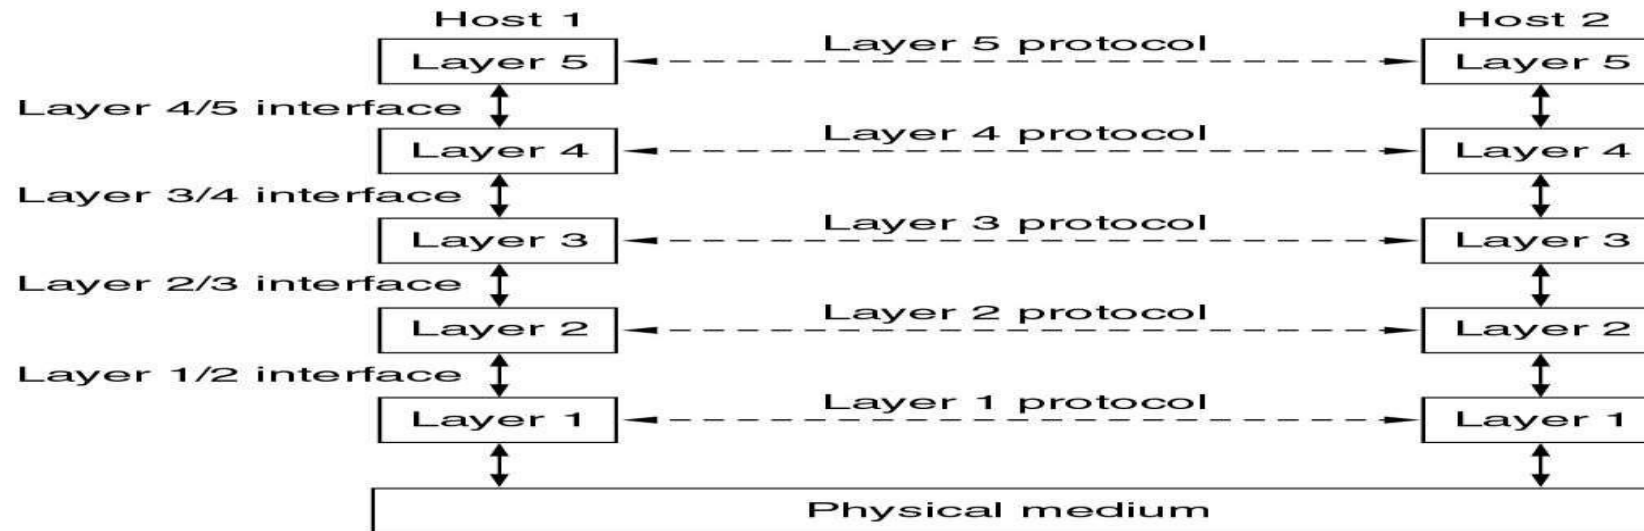 Host 1
Host 2
Layer 5
Layer 5 protocol
Layer 5
Layer 4/5 interface
Layer 4
Layer 4 protocol
Layer 4
Layer 3/4 interface
Layer 3
Layer 3 protocol
Layer 3
Layer 2/3 interface
Layer 2
Layer 2 protocol
Layer 2
Layer 1/2 interface
Layer 1
Layer 1 protocol
Layer 1
Physical medium